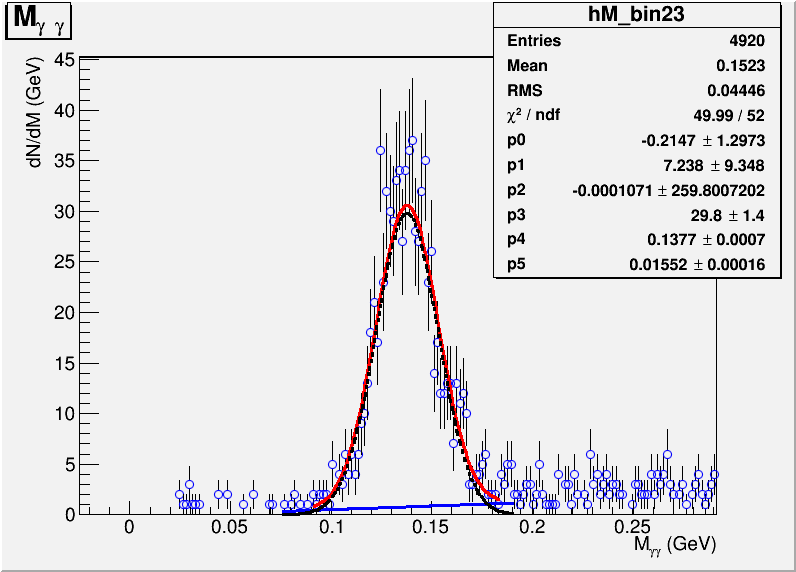 Mγ γ
hM_bin23
Entries 4920
Mean 0.1523
RMS 0.04446
χ² / ndf 49.99 / 52
p0 -0.2147 ± 1.2973
p1 7.238 ± 9.348
p2 -0.0001071 ± 259.8007202
p3 29.8 ± 1.4
p4 0.1377 ± 0.0007
p5 0.01552 ± 0.00016
dN/dM (GeV)
45
40
35
30
25
20
15
10
5
0
0 0.05 0.1 0.15 0.2 0.25
Mγγ (GeV)